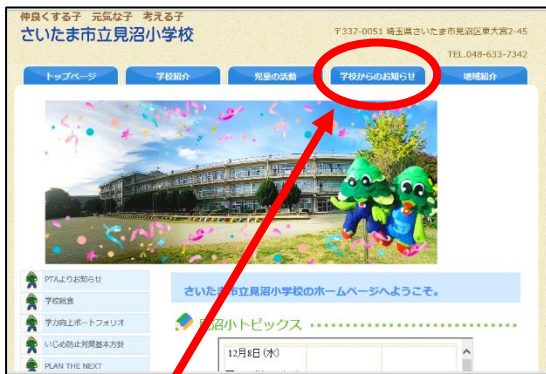 仲良くする子 元気な子 考える子
さいたま市立見沼小学校
〒337-0051 埼玉県さいたま市見沼区東大宮2-45
TEL.048-633-7342
トップページ 学校紹介 児童の活動 学校からのお知らせ 地域紹介
PTAよりお知らせ
学校給食
学力向上ポートフォリオ
いじめ防止対策基本方針
PLAN THE NEXT
さいたま市立見沼小学校のホームページへようこそ。
見沼小トピックス
12月8日(水)